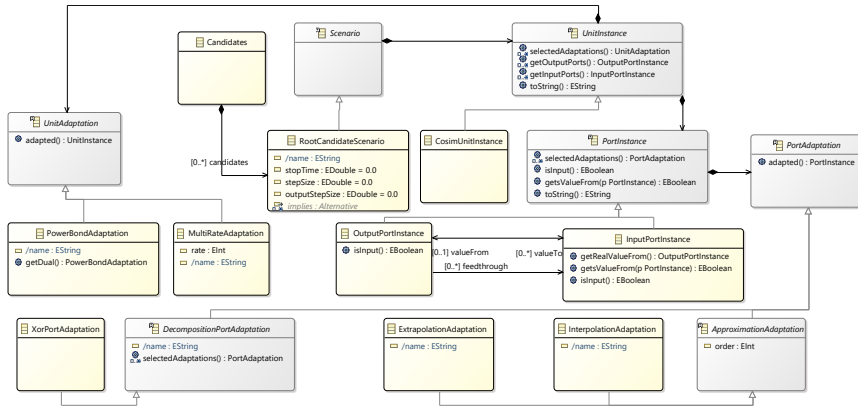 Candidates
Scenario
UnitInstance
selectedAdaptations() : UnitAdaptation
getOutputPorts() : OutputPortInstance
getInputPorts() : InputPortInstance
toString() : EString
UnitAdaptation
adapted() : UnitInstance
[0..*] candidates
RootCandidateScenario
/name : EString
stopTime : EDouble = 0.0
stepSize : EDouble = 0.0
outputStepSize : EDouble = 0.0
implies : Alternative
CosimUnitInstance
PortInstance
selectedAdaptations() : PortAdaptation
isInput() : EBoolean
getsValueFrom(p PortInstance) : EBoolean
toString() : EString
PortAdaptation
adapted() : PortInstance
PowerBondAdaptation
/name : EString
getDual() : PowerBondAdaptation
MultiRateAdaptation
rate : EInt
/name : EString
OutputPortInstance
isInput() : EBoolean
[0..1] valueFrom
[0..*] valueTo
[0..*] feedthrough
InputPortInstance
getRealValueFrom() : OutputPortInstance
getsValueFrom(p PortInstance) : EBoolean
isInput() : EBoolean
XorPortAdaptation
DecompositionPortAdaptation
/name : EString
selectedAdaptations() : PortAdaptation
ExtrapolationAdaptation
/name : EString
InterpolationAdaptation
/name : EString
ApproximationAdaptation
order : EInt